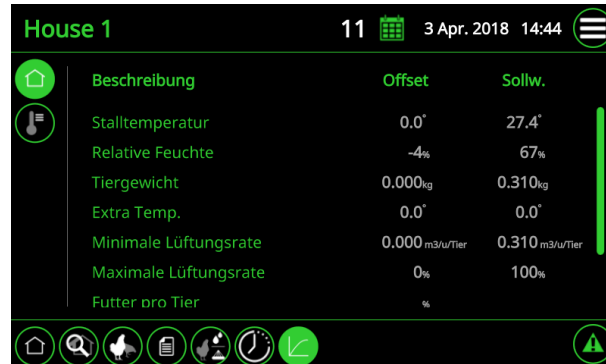 House 1 11 3 Apr. 2018 14:44
Beschreibung Offset Sollw.
Stalltemperatur 0.0° 27.4°
Relative Feuchte -4% 67%
Tiergewicht 0.000kg 0.310kg
Extra Temp. 0.0° 0.0°
Minimale Lüftungsrate 0.000 m3/u/Tier 0.310 m3/u/Tier
Maximale Lüftungsrate 0% 100%
Futter pro Tier %